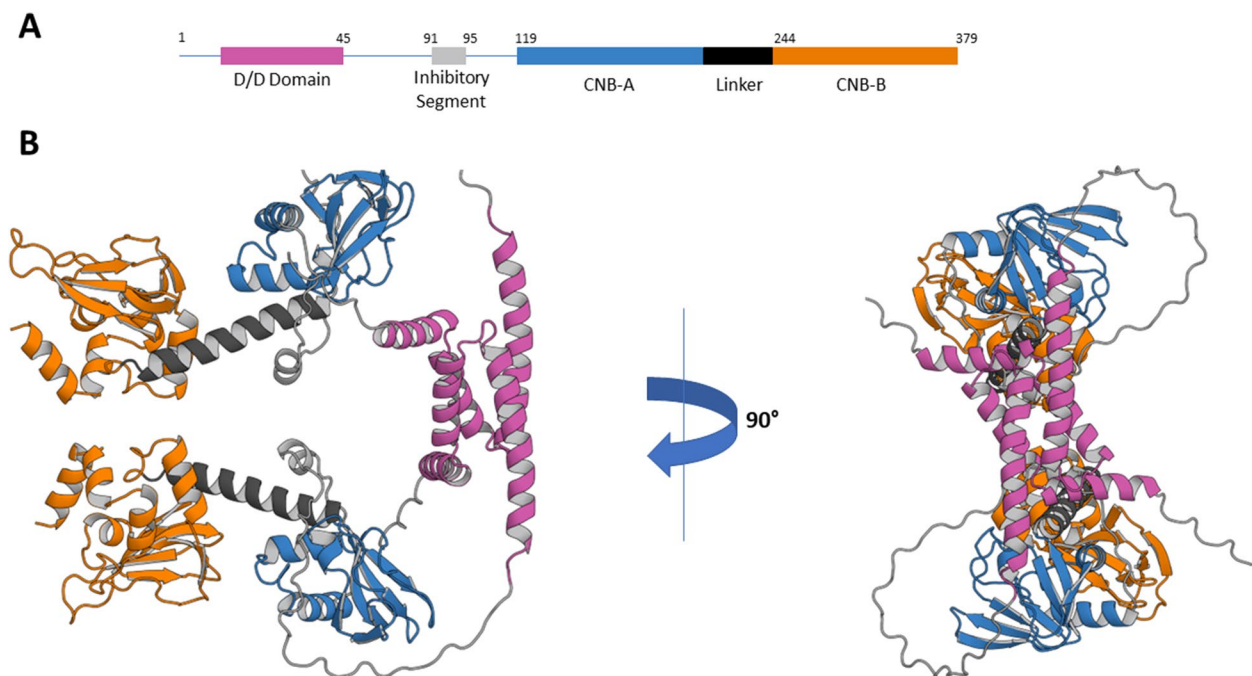 A
1 45 91 95 119 244 379
D/D Domain Inhibitory CNB-A Linker CNB-B
Segment
B
90°